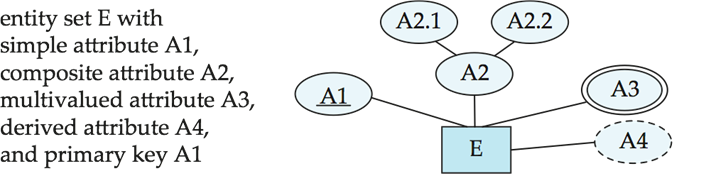 entity set E with
simple attribute A1,
composite attribute A2,
multivalued attribute A3,
derived attribute A4,
and primary key A1
A2.1
A2.2
A2
A1
A3
A4
E